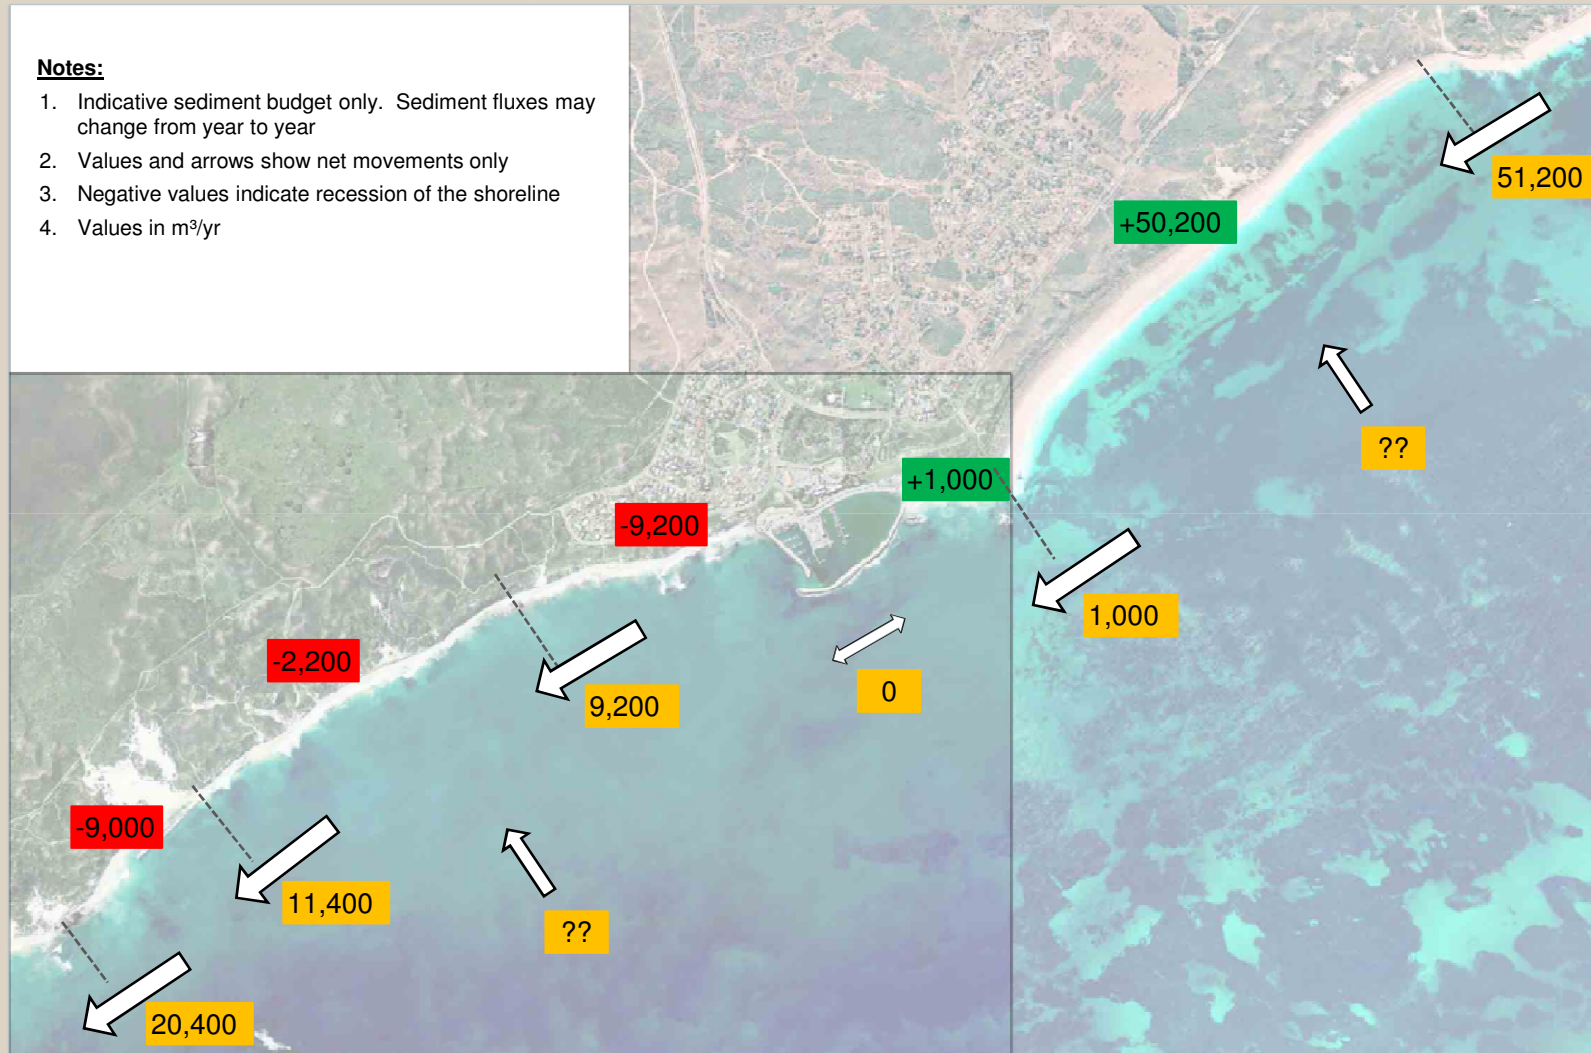 Notes:
1. Indicative sediment budget only. Sediment fluxes may
change from year to year
2. Values and arrows show net movements only
3. Negative values indicate recession of the shoreline
4. Values in m³/yr
51,200
+50,200
??
+1,000
-9,200
1,000
-2,200
0
9,200
-9,000
11,400
??
20,400